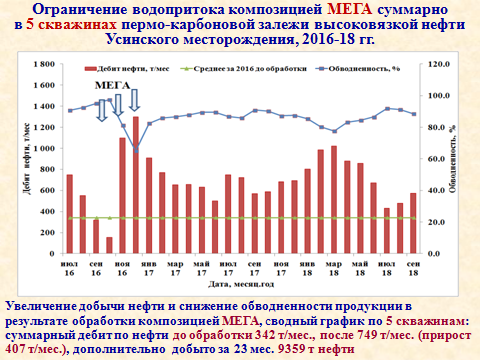 Ограничение водопритока композицией МЕГА суммарно
в 5 скважинах пермо-карбоновой залежи высоковязкой нефти
Усинского месторождения, 2016-18 гг.
Дебит нефти, т/мес Среднее за 2016 до обработки Обводненность, %
МЕГА
Дебит нефти, т/мес
1 800
1 600
1 400
1 200
1 000
800
600
400
200
0
120.0
100.0
80.0
60.0
40.0
20.0
0.0
Обводненность, %
июл сен ноя янв мар май июл сен ноя янв мар май июл сен
16 16 16 17 17 17 17 17 17 18 18 18 18 18
Дата, месяц.год
Увеличение добычи нефти и снижение обводненности продукции в
результате обработки композицией МЕГА, сводный график по 5 скважинам:
суммарный дебит по нефти до обработки 342 т/мес., после 749 т/мес. (прирост
407 т/мес.), дополнительно добыто за 23 мес. 9359 т нефти